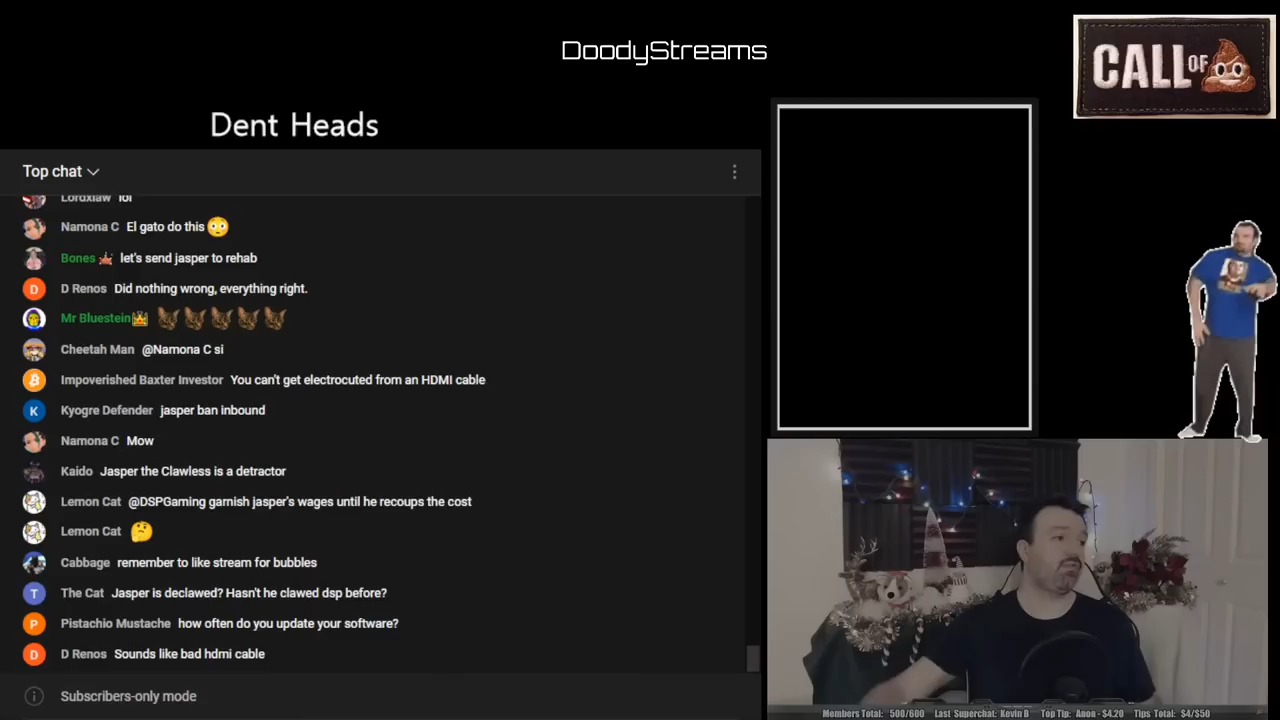 DoodyStreams
CALL OF
Dent Heads
Top chat
Lordxlaw lol
Namona C El gato do this
Bones let's send jasper to rehab
D D Renos Did nothing wrong, everything right.
Mr Bluestein
Cheetah Man @Namona C si
Impoverished Baxter Investor You can't get electrocuted from an HDMI cable
K Kyogre Defender jasper ban inbound
Namona C Mow
Kaido Jasper the Clawless is a detractor
Lemon Cat @DSPGaming garnish jasper's wages until he recoups the cost
Lemon Cat
Cabbage remember to like stream for bubbles
T The Cat Jasper is declawed? Hasn't he clawed dsp before?
P Pistachio Mustache how often do you update your software?
D D Renos Sounds like bad hdmi cable
Subscribers-only mode
Members Total: 500/600 Last Superchat: Kevin B Top Tip: Anon - $4.20 Tips Total: $4/$50